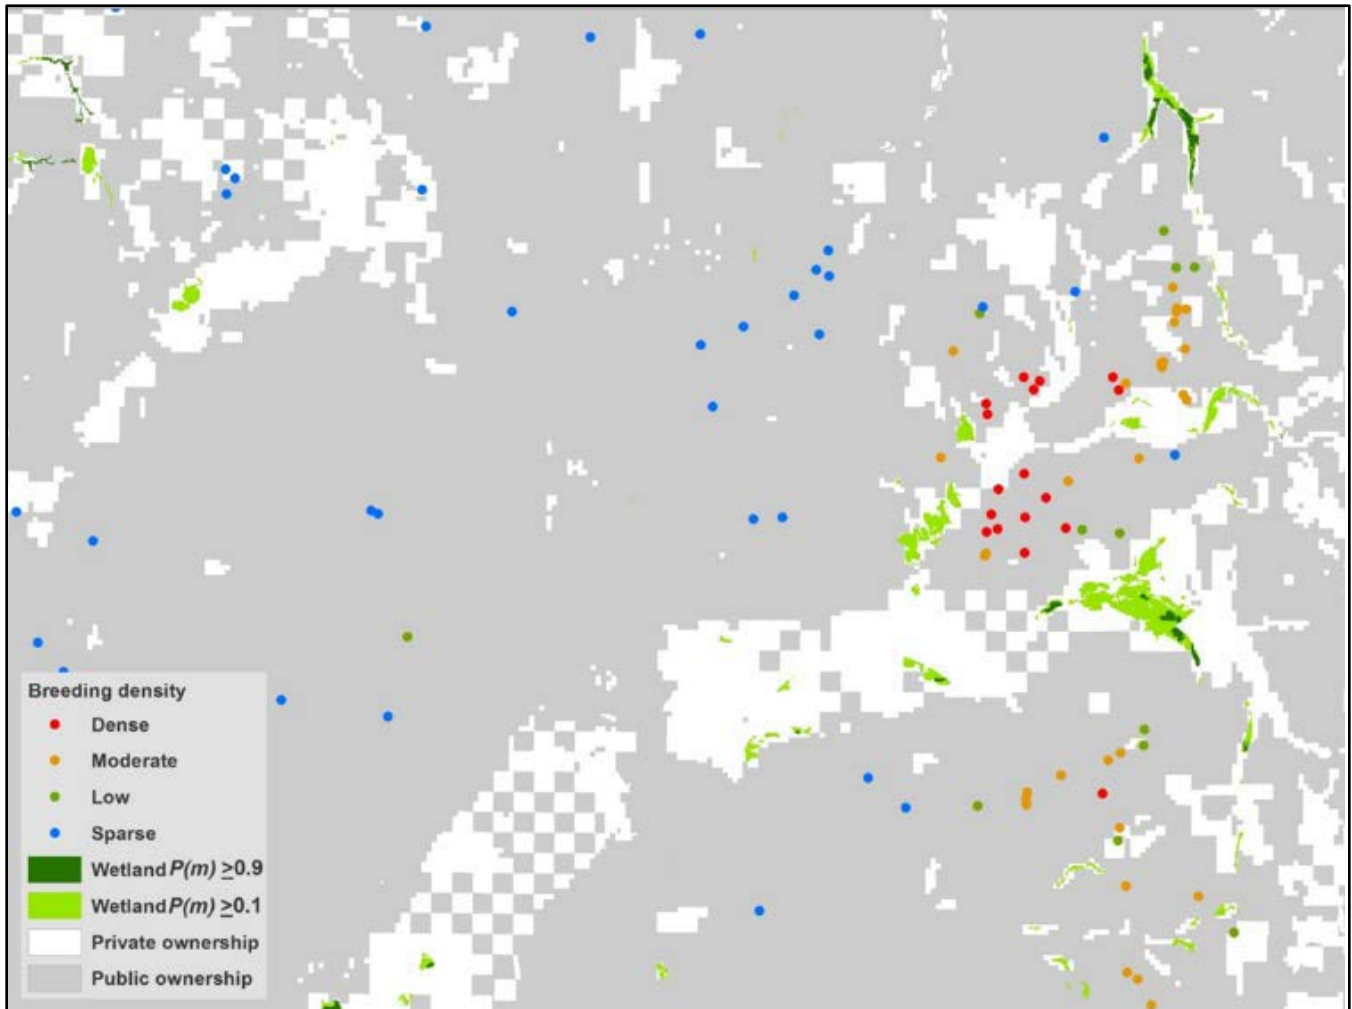 Breeding density
Dense
Moderate
Low
Sparse
Wetland P(m) ≥0.9
Wetland P(m) ≥0.1
Private ownership
Public ownership